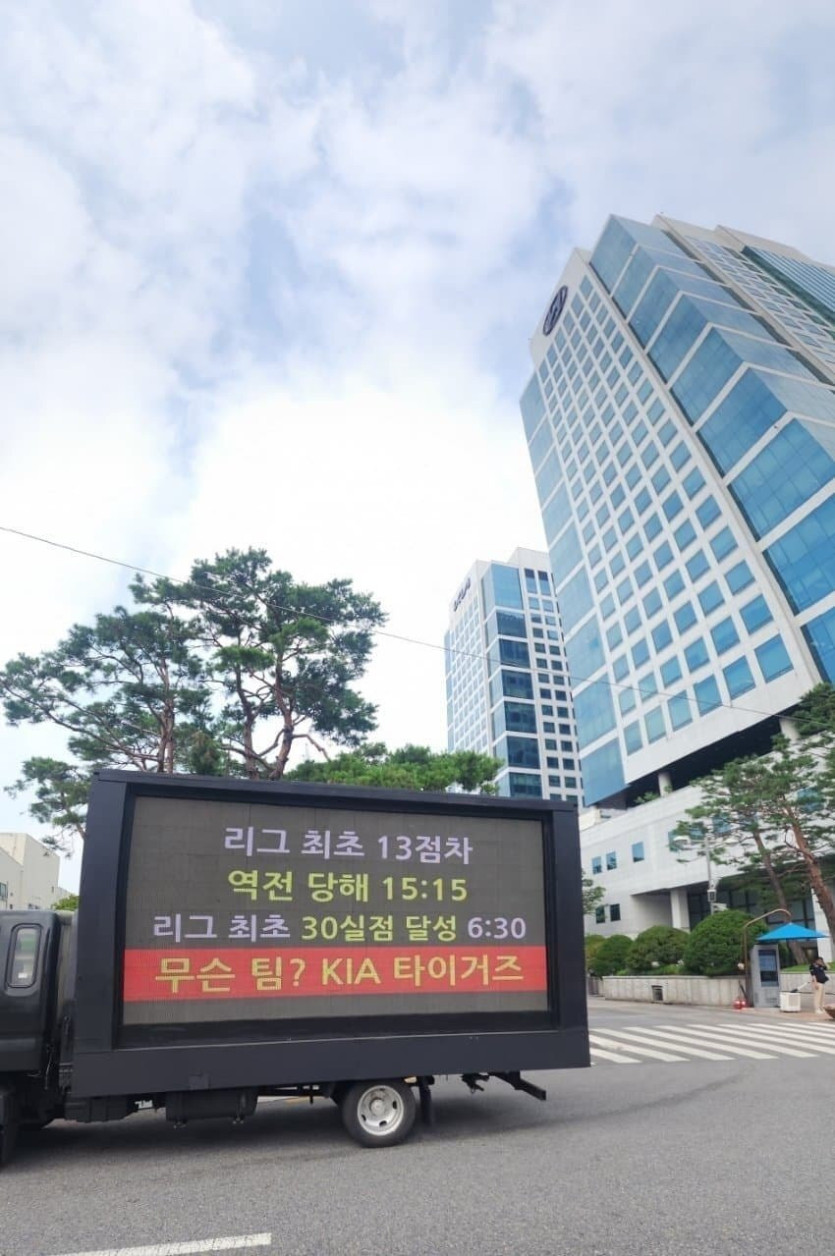 리그 최초 13점차
역전 당해 15:15
리그 최초 30실점 달성 6:30
무슨 팀? KIA 타이거즈